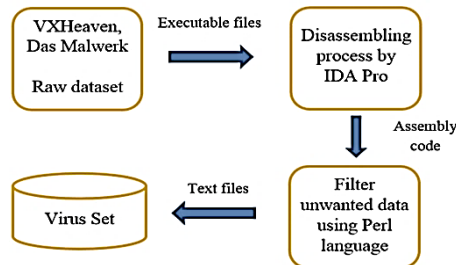 VXHeaven,
Das Malwerk
Raw dataset
Executable files
Disassembling
process by
IDA Pro
Assembly
code
Filter
unwanted data
using Perl
language
Text files
Virus Set